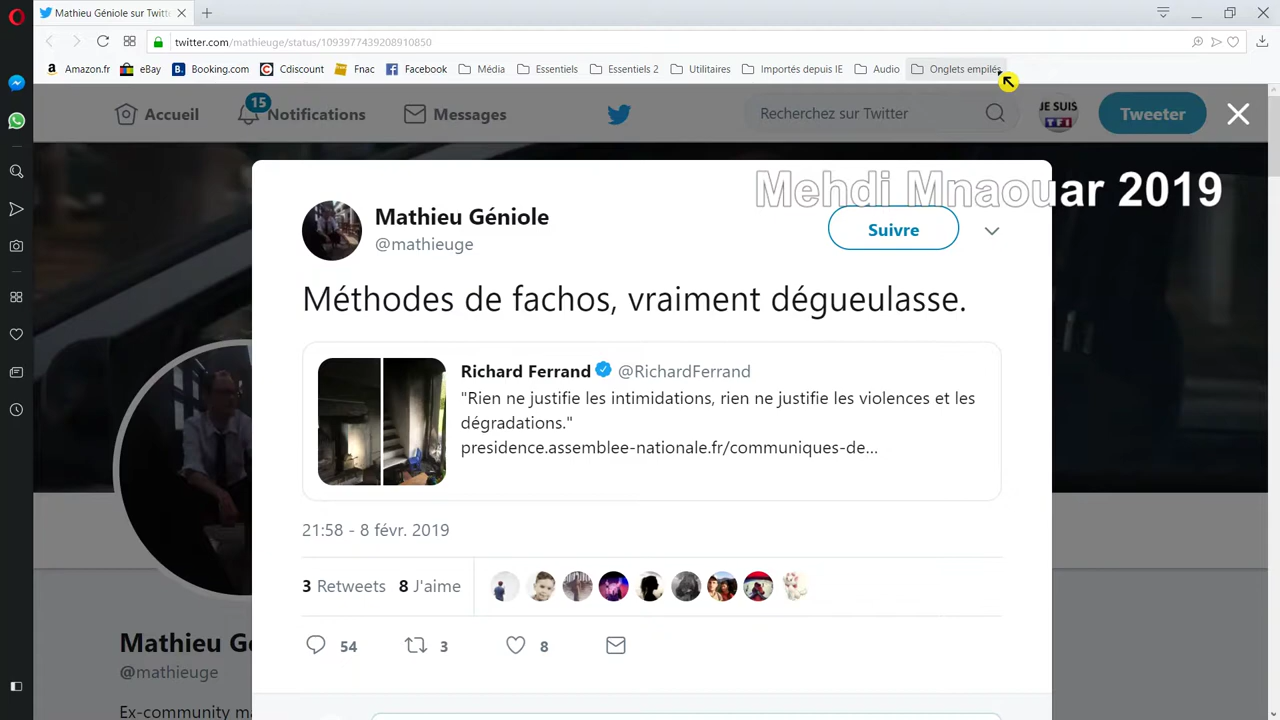 Mathieu Géniole sur Twitt
twitter.com/mathieuge/status/1093977439208910850
Amazon.fr eBay Booking.com Cdiscount Fnac Facebook Média Essentiels Essentiels 2 Utilitaires Importés depuis IE Audio Onglets empilés
Accueil 15 Notifications Messages Recherchez sur Twitter JE SUIS TF1 Tweeter
Mehdi Mnaouar 2019
Mathieu Géniole
@mathieuge
Suivre
Méthodes de fachos, vraiment dégueulasse.
Richard Ferrand @RichardFerrand
"Rien ne justifie les intimidations, rien ne justifie les violences et les
dégradations."
presidence.assemblee-nationale.fr/communiques-de...
21:58 - 8 févr. 2019
3 Retweets 8 J'aime
54 3 8
Mathieu G
@mathieuge
Ex-community m